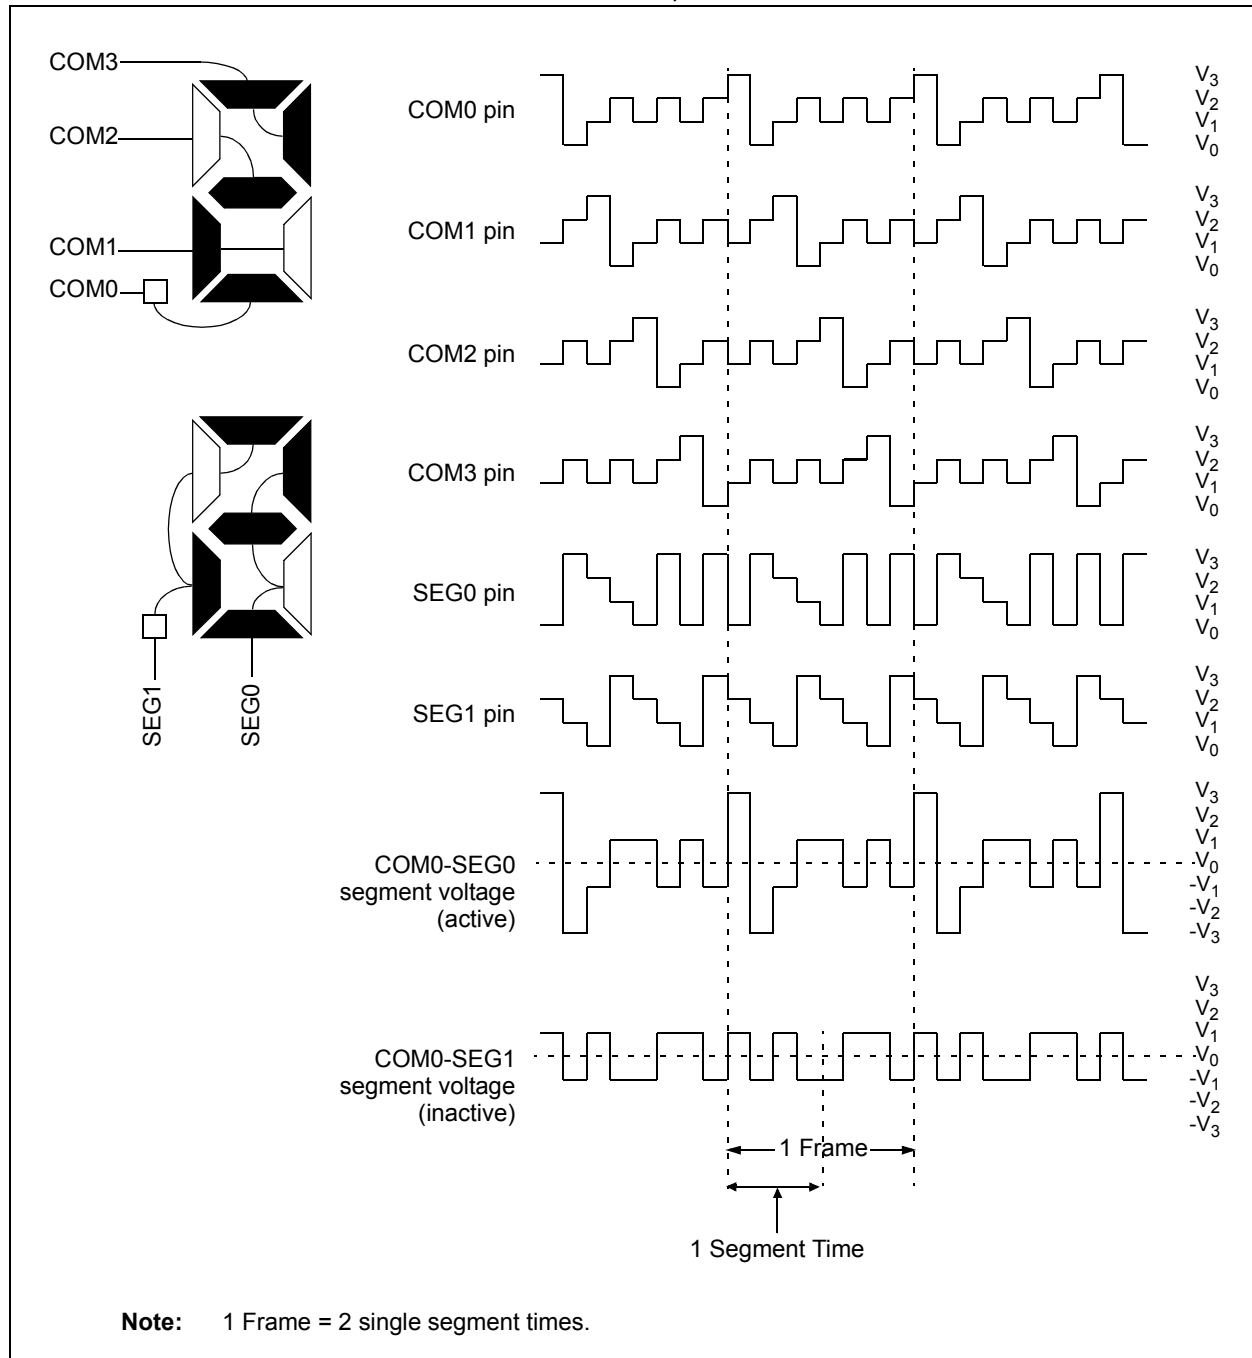 COM3
COM2
COM1
COM0
SEG1
SEG0
COM0 pin
V3
V2
V1
V0
COM1 pin
V3
V2
V1
V0
COM2 pin
V3
V2
V1
V0
COM3 pin
V3
V2
V1
V0
SEG0 pin
V3
V2
V1
V0
SEG1 pin
V3
V2
V1
V0
COM0-SEG0
segment voltage
(active)
V3
V2
V1
V0
-V1
-V2
-V3
COM0-SEG1
segment voltage
(inactive)
V3
V2
V1
V0
-V1
-V2
-V3
1 Frame
1 Segment Time
Note: 1 Frame = 2 single segment times.